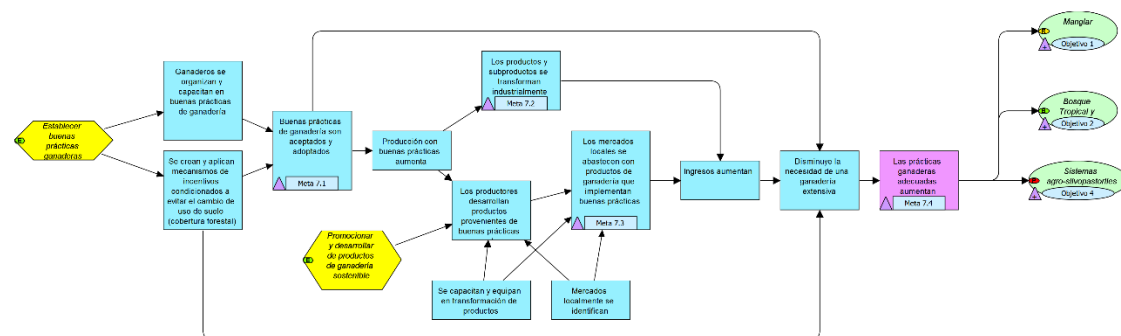 Establecer
buenas
prácticas
ganaderas
Ganaderos se
organizan y
capacitan en
buenas prácticas
de ganadería
Se crean y aplican
mecanismos de
incentivos
condicionados a
evitar el cambio de
uso do suelo
(cobertura forestal)
Buenas prácticas
de ganadería son
aceptados y
adoptados
Meta 7.1
Producción con
buenas prácticas
aumenta
Los productos y
subproductos se
transforman
industrialmente
Meta 7.2
Los productores
desarrollan
productos
provenientes de
buenas prácticas
Promocionar
y desarrollar
de productos
de ganadería
sostenible
Se capacitan y equipan
en transformación de
productos
Mercados
localmente se
identifican
Los mercados
locales se
abastocon con
productos de
ganadería que
implementan
buenas prácticas
Meta 7.3
Ingresos aumentan
Disminuyo la
necesidad de una
ganadería
extensiva
Las prácticas
ganaderas
adecuadas
aumentan
Meta 7.4
Manglar
Objetivo 1
Bosque
Tropical y
Objetivo 2
Sistemas
agro-silvopastoriles
Objetivo 4